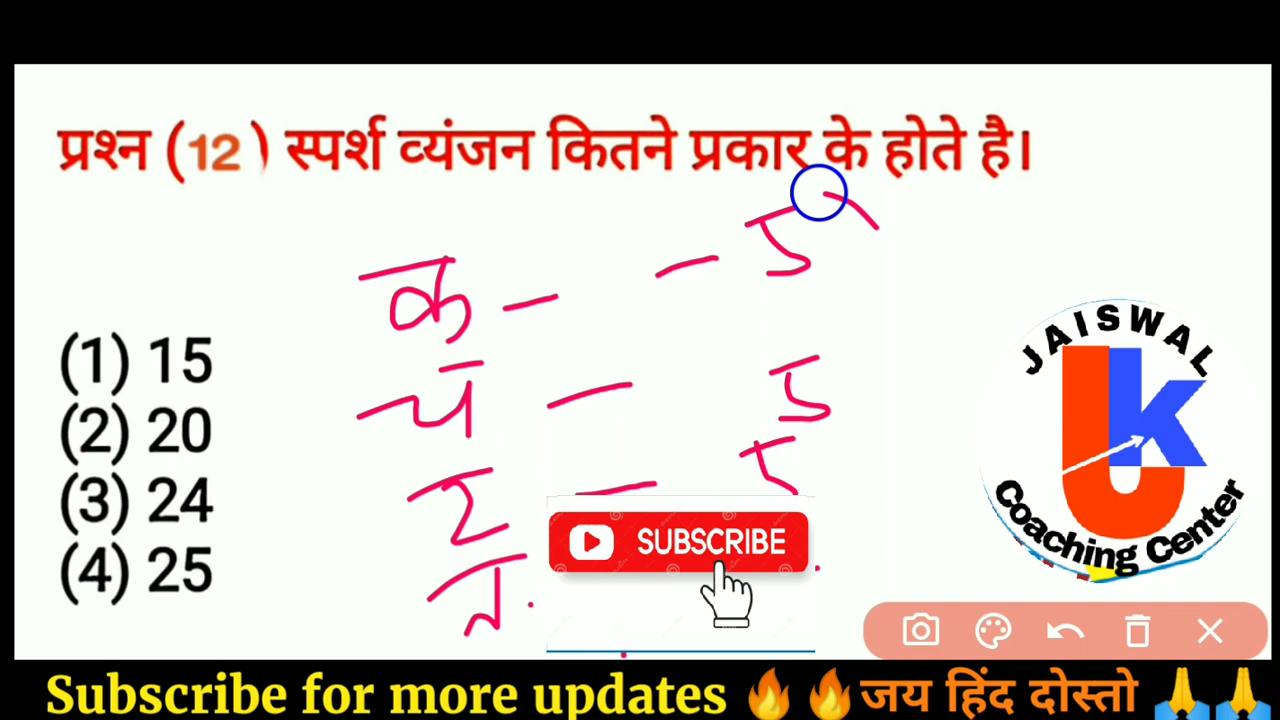 प्रश्न (12) स्पर्श व्यंजन कितने प्रकार के होते है।
क - - 5
च - 5
ट - 5
त
(1) 15
(2) 20
(3) 24
(4) 25
JAISWAL
UK
Coaching Center
SUBSCRIBE
Subscribe for more updates 🔥🔥जय हिंद दोस्तो 🙏🙏